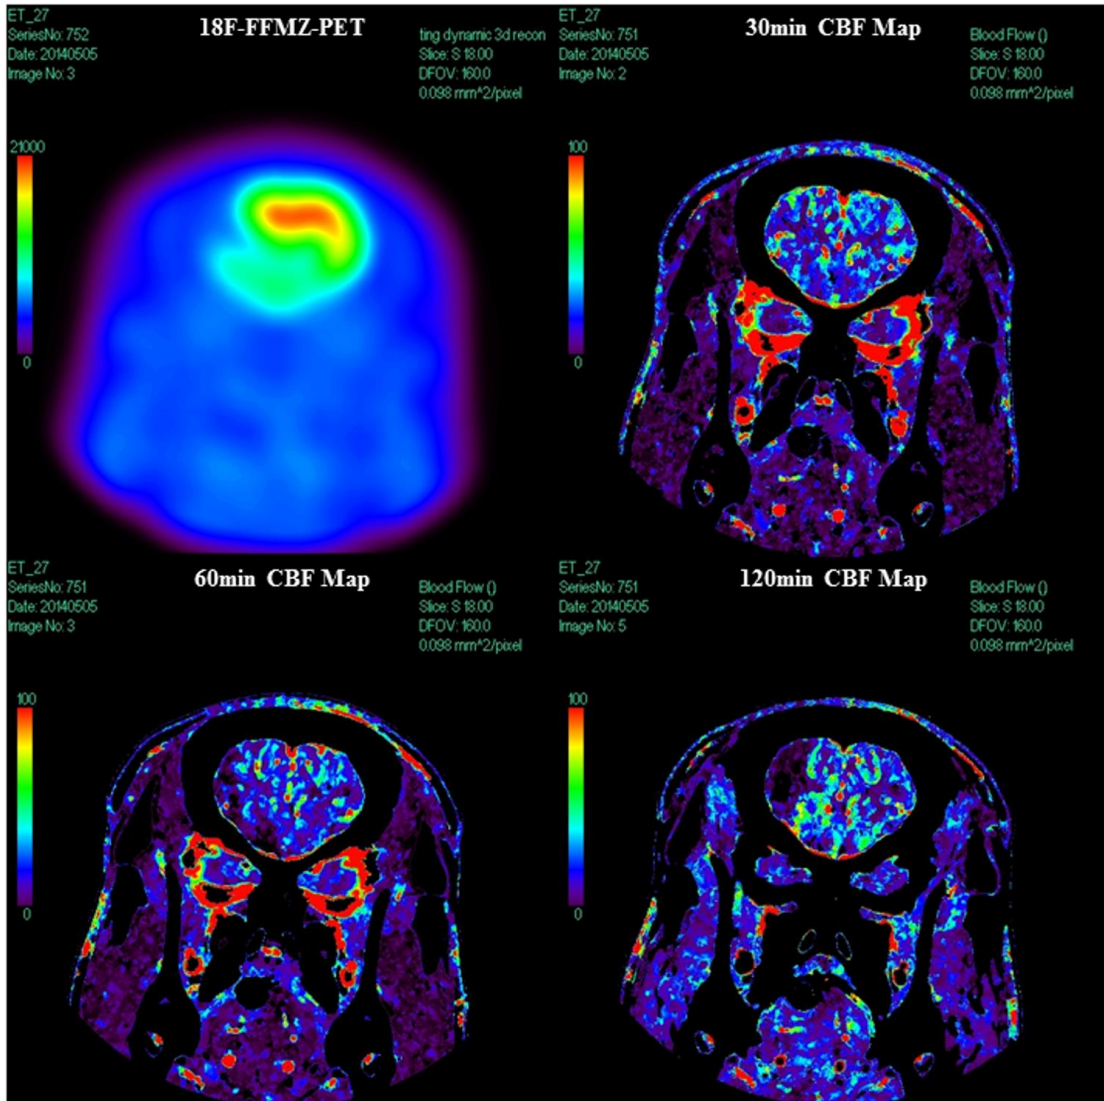 ET_27
SeriesNo: 752
Date: 20140505
Image No: 3
18F-FFMZ-PET
ting dynamic 3d recon
Slice: S 18.00
DFOV: 160.0
0.098 mm^2/pixel
21000
0
ET_27
SeriesNo: 751
Date: 20140505
Image No: 2
30min CBF Map
Blood Flow ()
Slice: S 18.00
DFOV: 160.0
0.098 mm^2/pixel
100
0
ET_27
SeriesNo: 751
Date: 20140505
Image No: 3
60min CBF Map
Blood Flow ()
Slice: S 18.00
DFOV: 160.0
0.098 mm^2/pixel
100
0
ET_27
SeriesNo: 751
Date: 20140505
Image No: 5
120min CBF Map
Blood Flow ()
Slice: S 18.00
DFOV: 160.0
0.098 mm^2/pixel
100
0